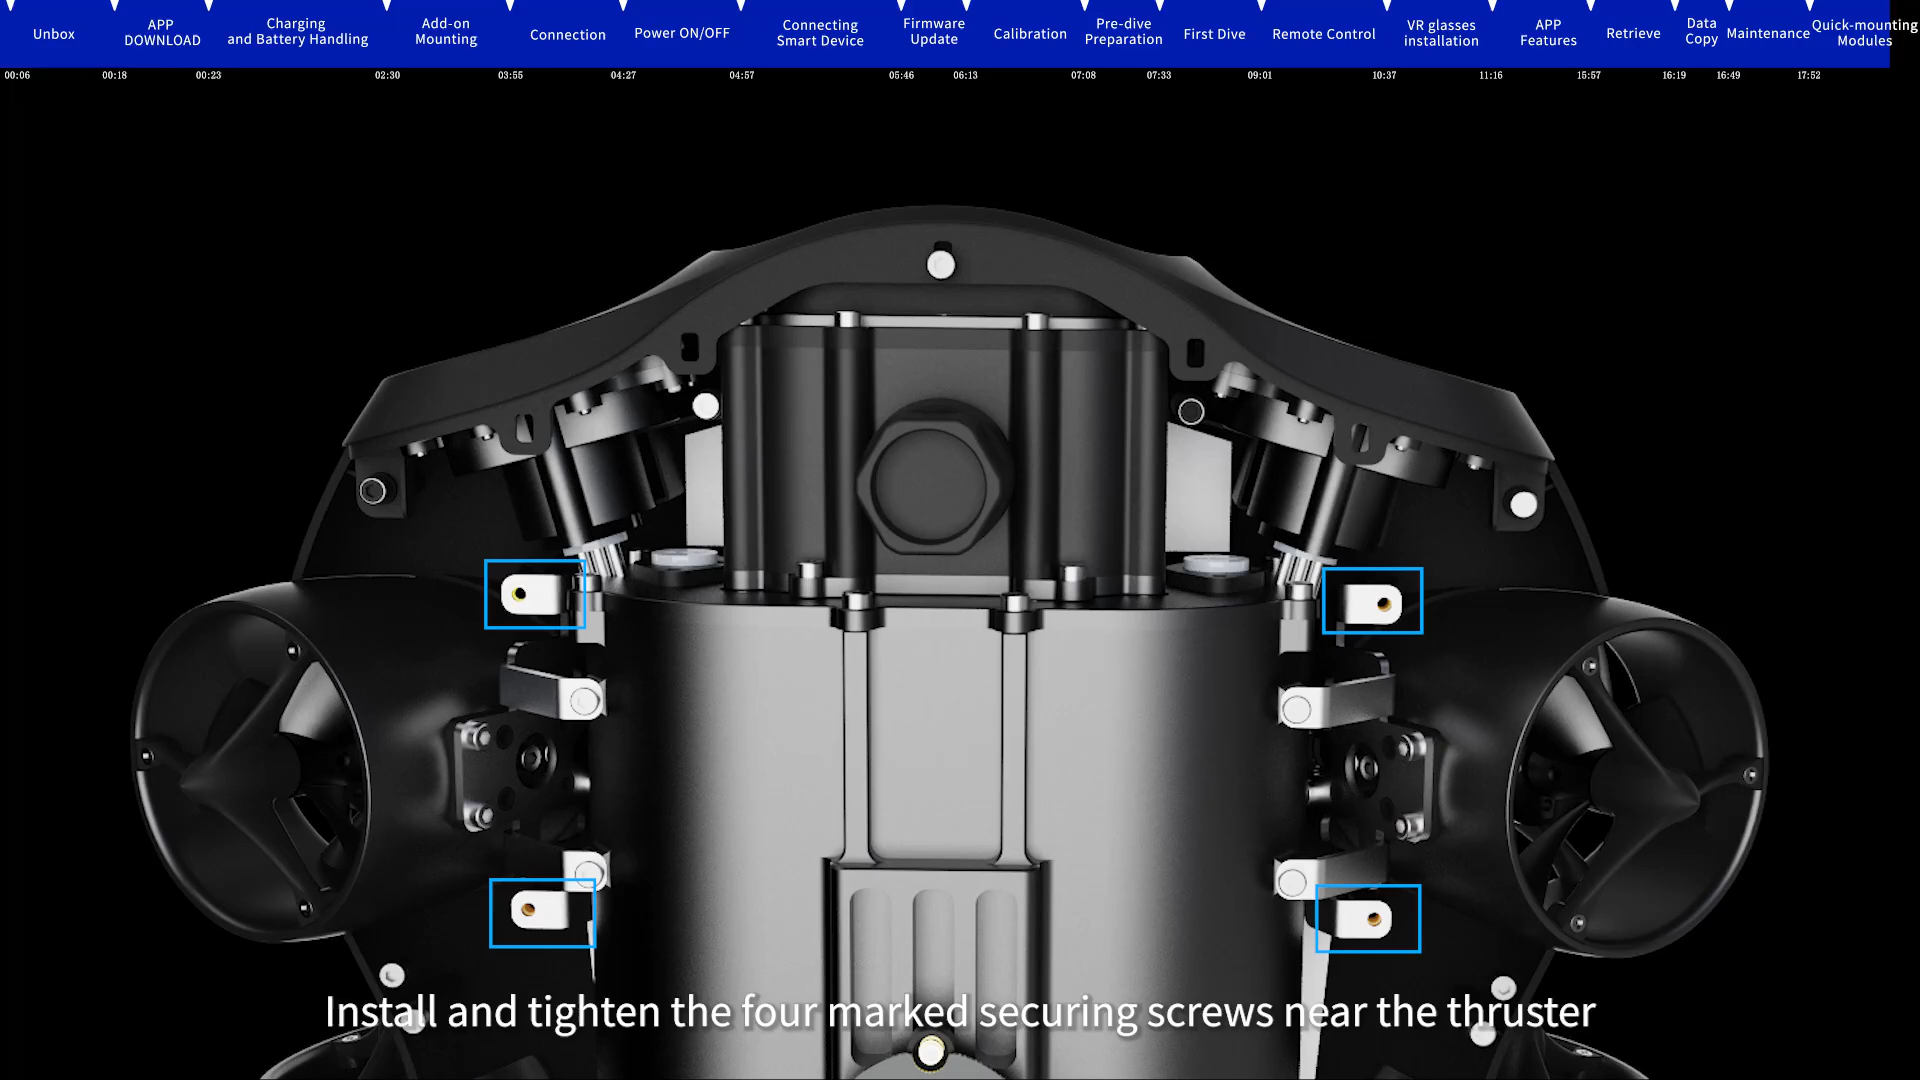 Unbox
APP
DOWNLOAD
Charging
and Battery Handling
Add-on
Mounting
Connection
Power ON/OFF
Connecting
Smart Device
Firmware
Update
Calibration
Pre-dive
Preparation
First Dive
Remote Control
VR glasses
installation
APP
Features
Retrieve
Data
Copy
Maintenance
Quick-mounting
Modules
00:06
00:18
00:23
02:30
03:55
04:27
04:57
05:46
06:13
07:08
07:33
09:01
10:37
11:16
15:57
16:19
16:49
17:52
Install and tighten the four marked securing screws near the thruster